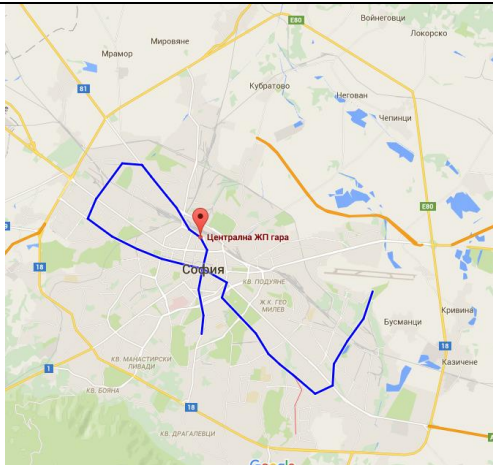 Войнеговци
E80
Локорско
Мировяне
Мрамор
Кубратово
81
Негован
Чепинци
E80
Централна ЖП гара
18
София
КВ. ПОДУЯНЕ
Ж.К. ГЕО
МИЛЕВ
Бусманци
Кривина
18
Казичене
КВ. МАНАСТИРСКИ
ЛИВАДИ
1
КВ. БОЯНА
18
КВ. ДРАГАЛЕВЦИ
Google